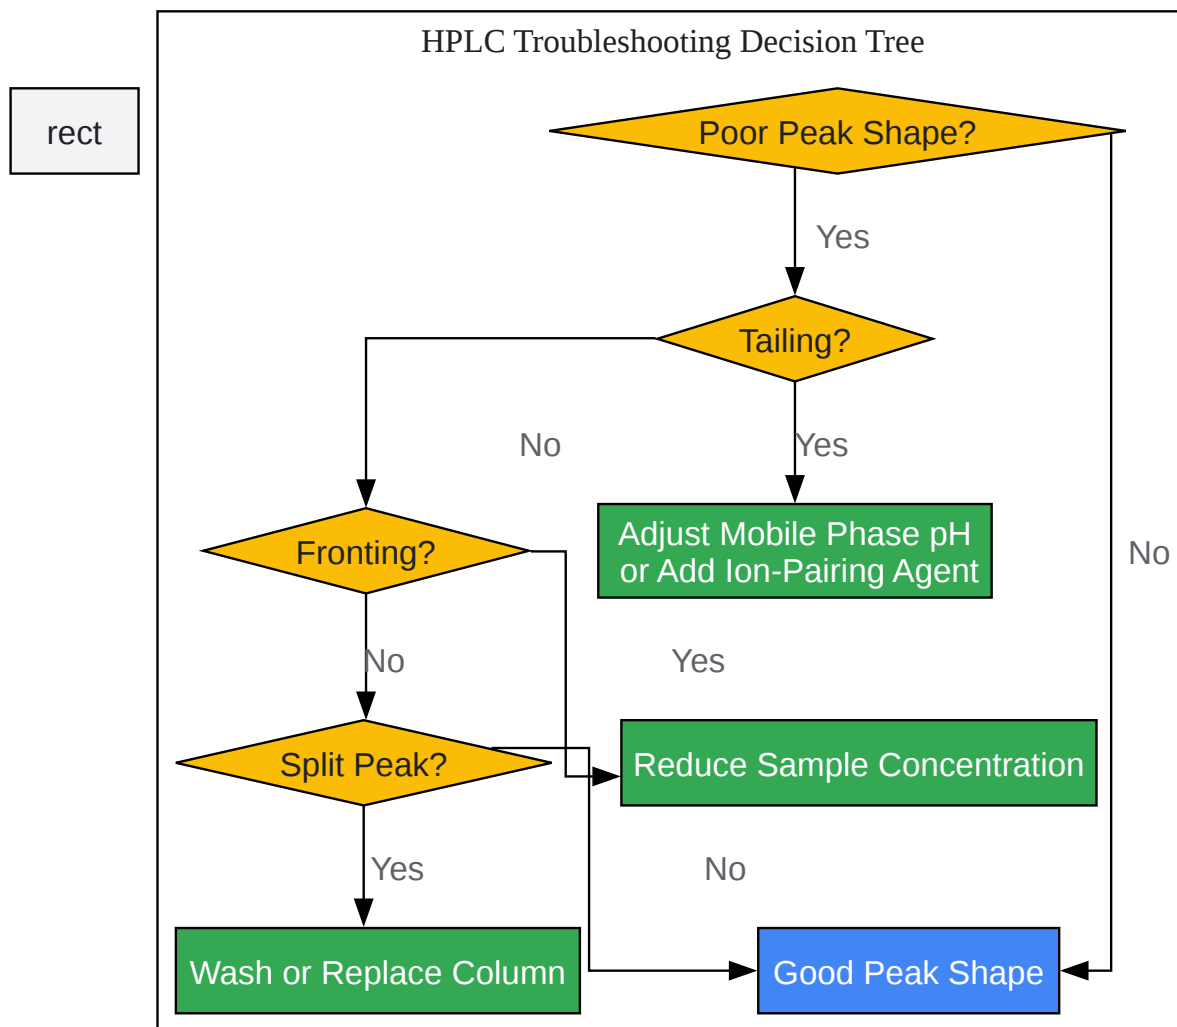 HPLC Troubleshooting Decision Tree
rect
Poor Peak Shape?
Yes
Tailing?
No
Yes
Fronting?
Adjust Mobile Phase pH
or Add Ion-Pairing Agent
No
No
Yes
Split Peak?
Reduce Sample Concentration
Yes
No
Wash or Replace Column
Good Peak Shape